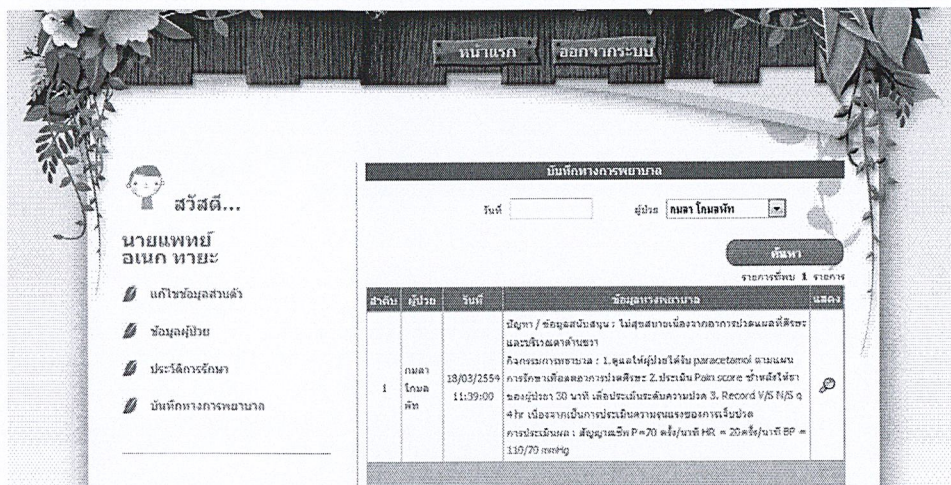 หน้าแรก ออกจากระบบ
สวัสดี...
นายแพทย์
อเนก ทายะ
แก้ไขข้อมูลส่วนตัว
ข้อมูลผู้ป่วย
ประวัติการรักษา
บันทึกทางการพยาบาล
บันทึกทางการพยาบาล
วันที่ ผู้ป่วย กมลา โกมลพัท
ค้นหา
รายการที่พบ 1 รายการ
ลำดับ ผู้ป่วย วันที่ ข้อมูลทางพยาบาล แสดง
1
กมลา
โกมล
พัท
18/03/2554
11:39:00
ปัญหา / ข้อมูลสนับสนุน : ไม่สุขสบายเนื่องจากอาการปวดแผลที่ศีรษะ
และบริเวณตาด้านขวา
กิจกรรมการพยาบาล : 1.ดูแลให้ผู้ป่วยได้รับ paracetamol ตามแผน
การรักษาเพื่อลดอาการปวดศีรษะ 2.ประเมิน Pain score ซ้ำหลังให้ยา
ของผู้ป่วยา 30 นาที เพื่อประเมินระดับความปวด 3. Record V/S N/S q
4 hr เนื่องจากเป็นการประเมินความรุนแรงของการเจ็บปวด
การประเมินผล : สัญญาณชีพ P=70 ครั้ง/นาที HR = 20ครั้ง/นาที BP =
110/70 mmHg